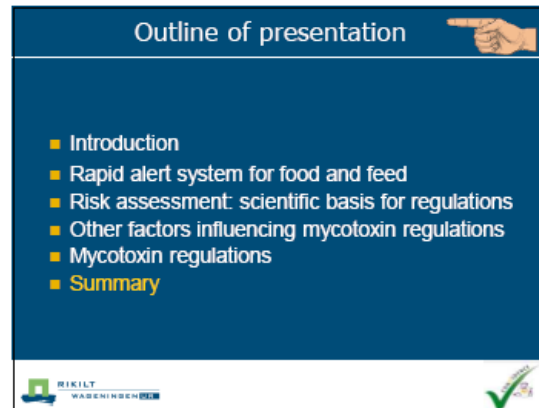 Outline of presentation
Introduction
Rapid alert system for food and feed
Risk assessment: scientific basis for regulations
Other factors influencing mycotoxin regulations
Mycotoxin regulations
Summary
RIKILT
WAGENINGEN UR